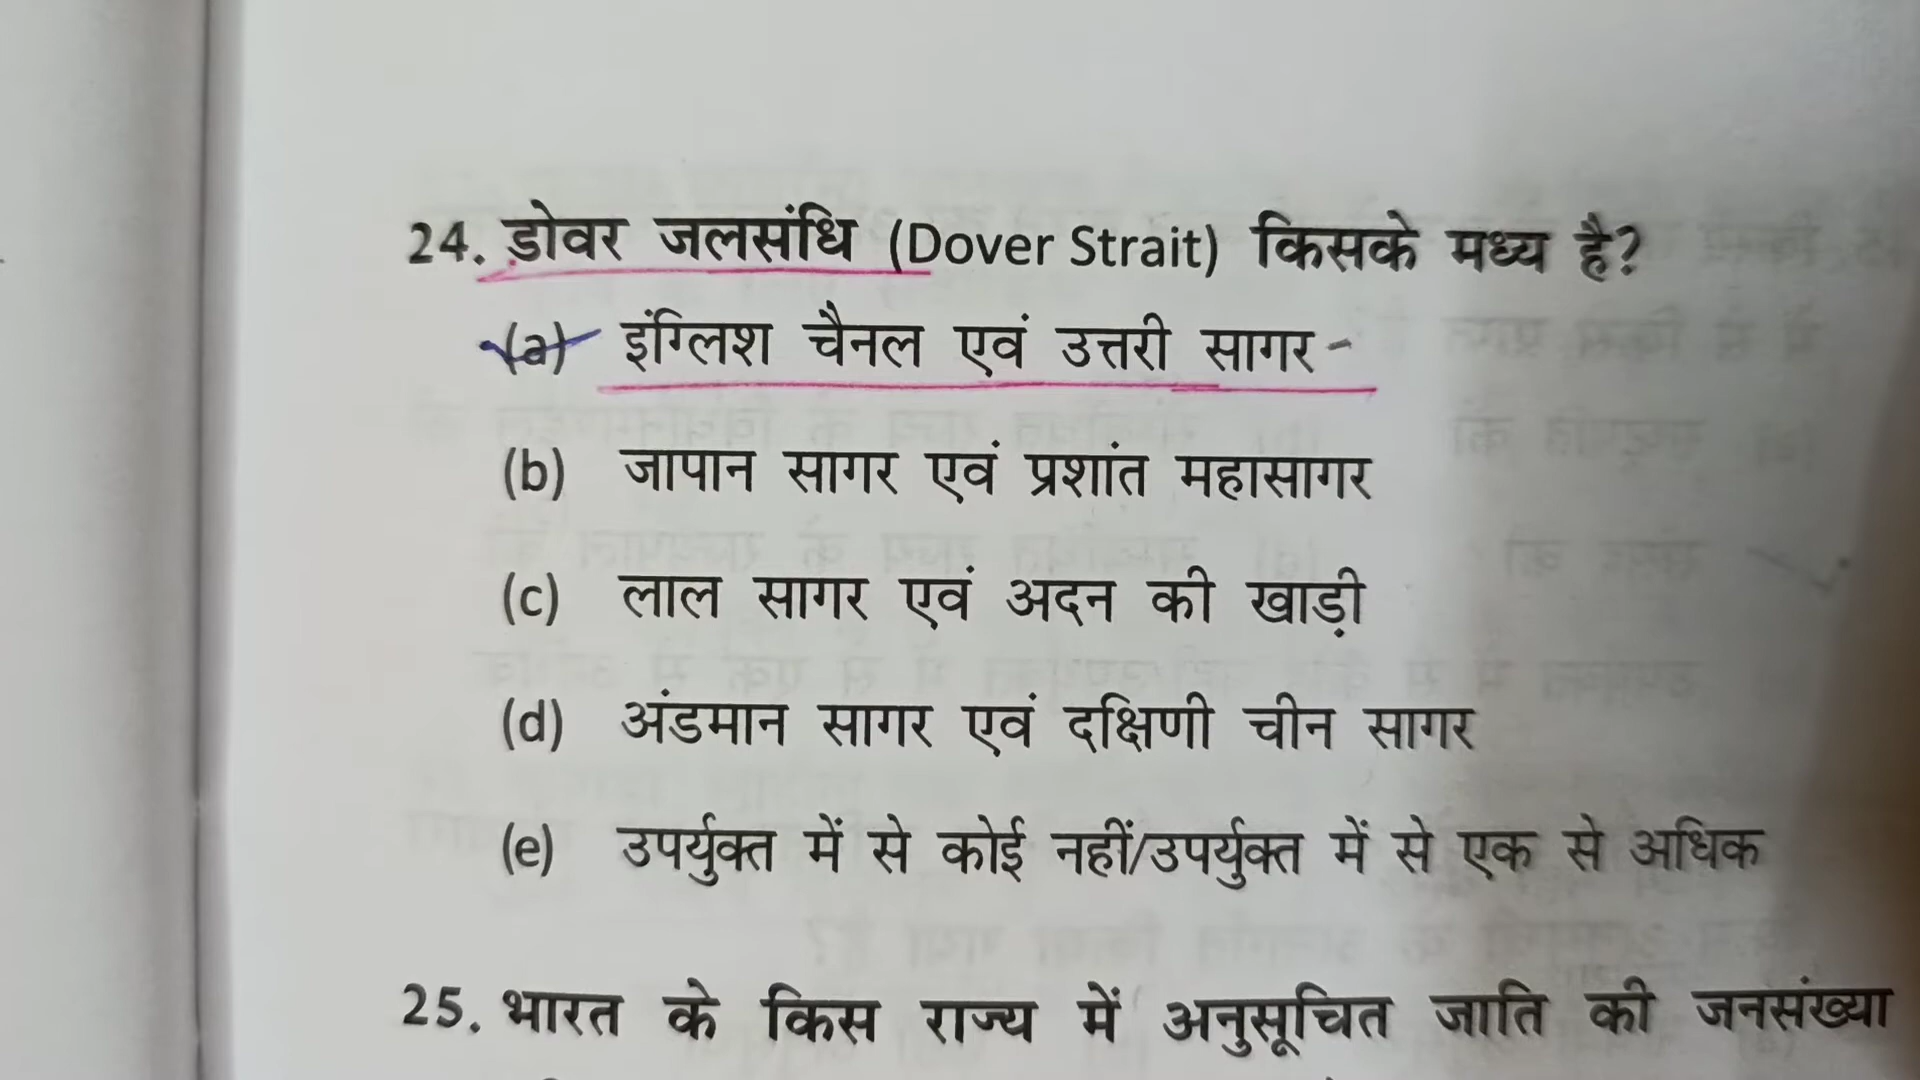 24. डोवर जलसंधि (Dover Strait) किसके मध्य है?
(a) इंग्लिश चैनल एवं उत्तरी सागर -
(b) जापान सागर एवं प्रशांत महासागर
(c) लाल सागर एवं अदन की खाड़ी
(d) अंडमान सागर एवं दक्षिणी चीन सागर
(e) उपर्युक्त में से कोई नहीं/उपर्युक्त में से एक से अधिक
25. भारत के किस राज्य में अनुसूचित जाति की जनसंख्या